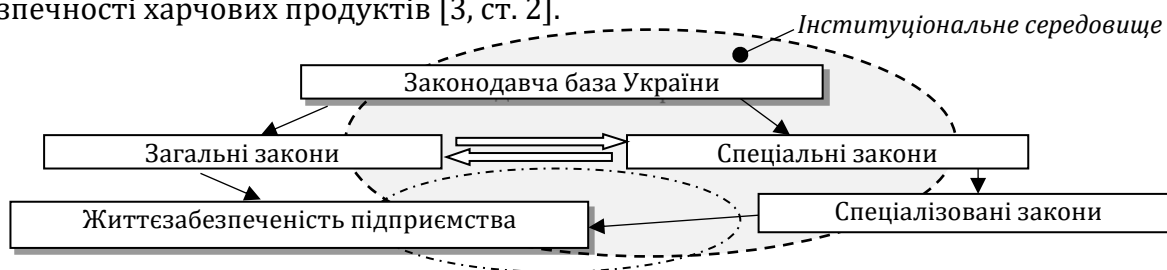 зпечності харчових продуктів [3, ст. 2].
Інституціональне середовище
Законодавча база України
Загальні закони
Спеціальні закони
Життєзабезпеченість підприємства
Спеціалізовані закони